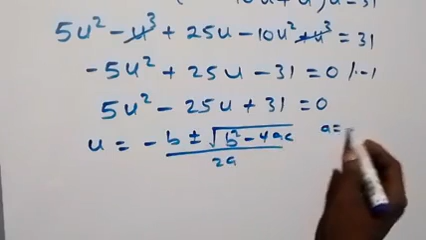 5u² - u³ + 25u - 10u² + u³ = 31
-5u² + 25u - 31 = 0 /·-1
5u² - 25u + 31 = 0
u = - b ± √b² - 4ac / 2a a =